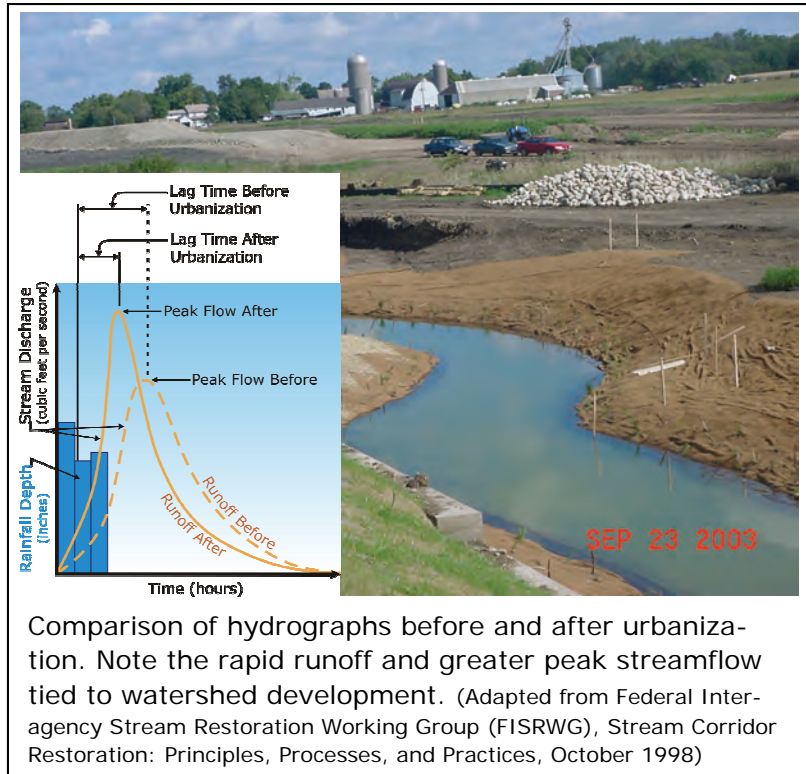 Lag Time Before
Urbanization
Lag Time After
Urbanization
Peak Flow After
Peak Flow Before
Stream Discharge
(cubic feet per second)
Rainfall Depth
(inches)
Runoff Before
Runoff After
Time (hours)
SEP 23 2003
Comparison of hydrographs before and after urbaniza-
tion. Note the rapid runoff and greater peak streamflow
tied to watershed development. (Adapted from Federal Inter-
agency Stream Restoration Working Group (FISRWG), Stream Corridor
Restoration: Principles, Processes, and Practices, October 1998)